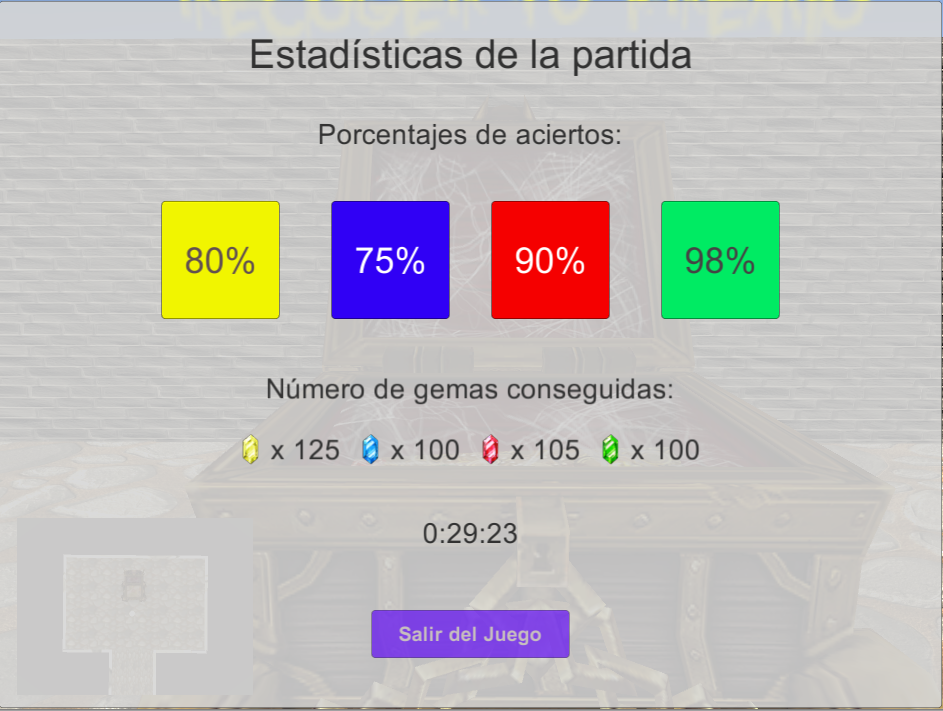 Estadísticas de la partida
Porcentajes de aciertos:
80% 75% 90% 98%
Número de gemas conseguidas:
x 125 x 100 x 105 x 100
0:29:23
Salir del Juego